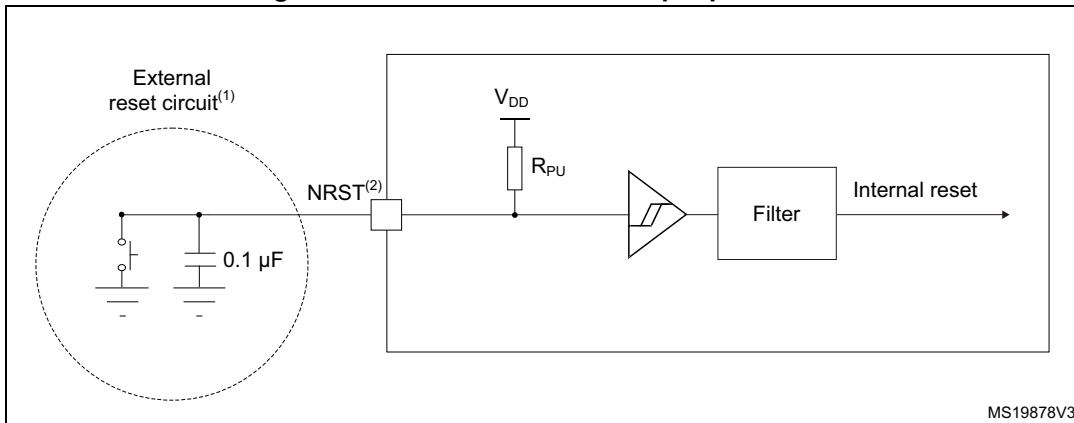 External
reset circuit(1)
VDD
RPU
NRST(2)
Filter
Internal reset
0.1 µF
MS19878V3